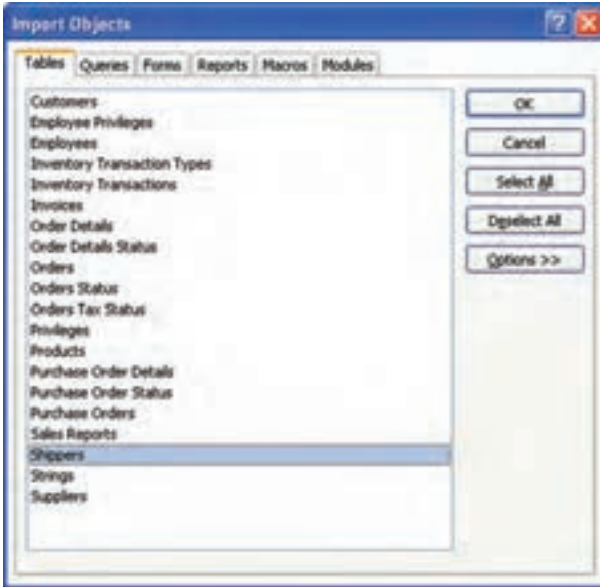 Import Objects
Tables Queries Forms Reports Macros Modules
Customers
Employee Privileges
Employees
Inventory Transaction Types
Inventory Transactions
Invoices
Order Details
Order Details Status
Orders
Orders Status
Orders Tax Status
Privileges
Products
Purchase Order Details
Purchase Order Status
Purchase Orders
Sales Reports
Shippers
Strings
Suppliers
OK
Cancel
Select All
Deselect All
Options >>